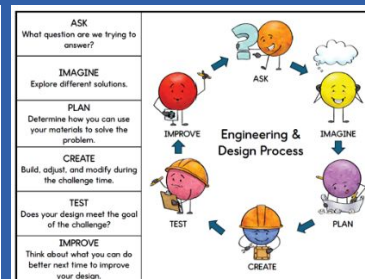 ASK
What question are we trying to
answer?
IMAGINE
Explore different solutions.
PLAN
Determine how you can use
your materials to solve the
problem.
CREATE
Build, adjust, and modify during
the challenge time.
TEST
Does your design meet the goal
of the challenge?
IMPROVE
Think about what you can do
better next time to improve
your design.
?
ASK
IMPROVE
Engineering &
Design Process
IMAGINE
TEST
PLAN
CREATE